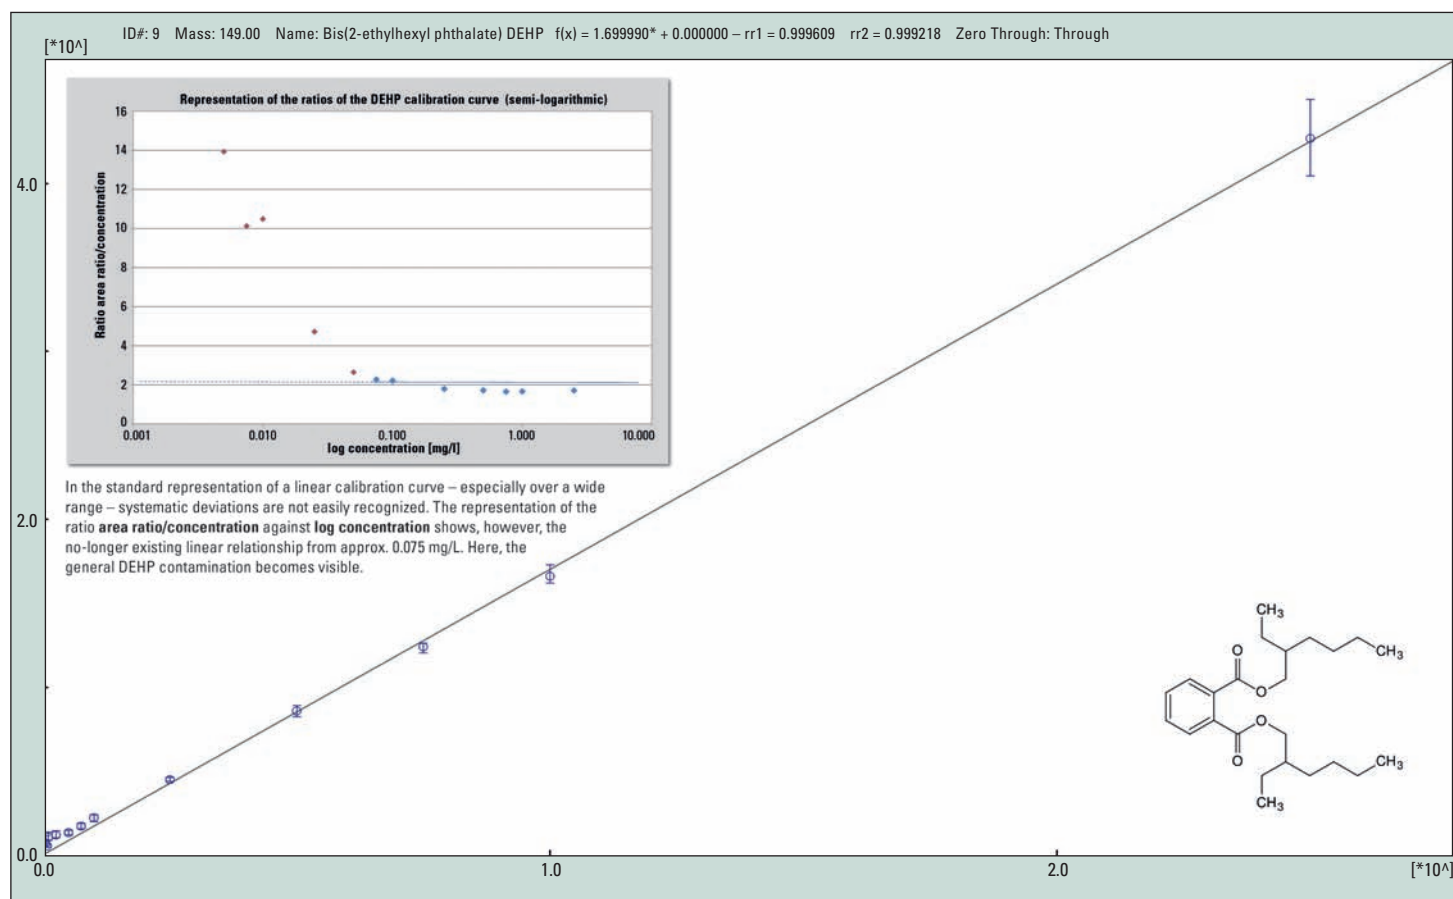 ID#: 9 Mass: 149.00 Name: Bis(2-ethylhexyl phthalate) DEHP f(x) = 1.699990* + 0.000000 – rr1 = 0.999609 rr2 = 0.999218 Zero Through: Through
[*10^]
Representation of the ratios of the DEHP calibration curve (semi-logarithmic)
Ratio area ratio/concentration
16
14
12
10
8
6
4
2
0
0.001 0.010 0.100 1.000 10.000
log concentration [mg/l]
In the standard representation of a linear calibration curve – especially over a wide
range – systematic deviations are not easily recognized. The representation of the
ratio area ratio/concentration against log concentration shows, however, the
no-longer existing linear relationship from approx. 0.075 mg/L. Here, the
general DEHP contamination becomes visible.
4.0
2.0
0.0
CH3
CH3
O
O
O
O
CH3
CH3
0.0 1.0 2.0 [*10^]